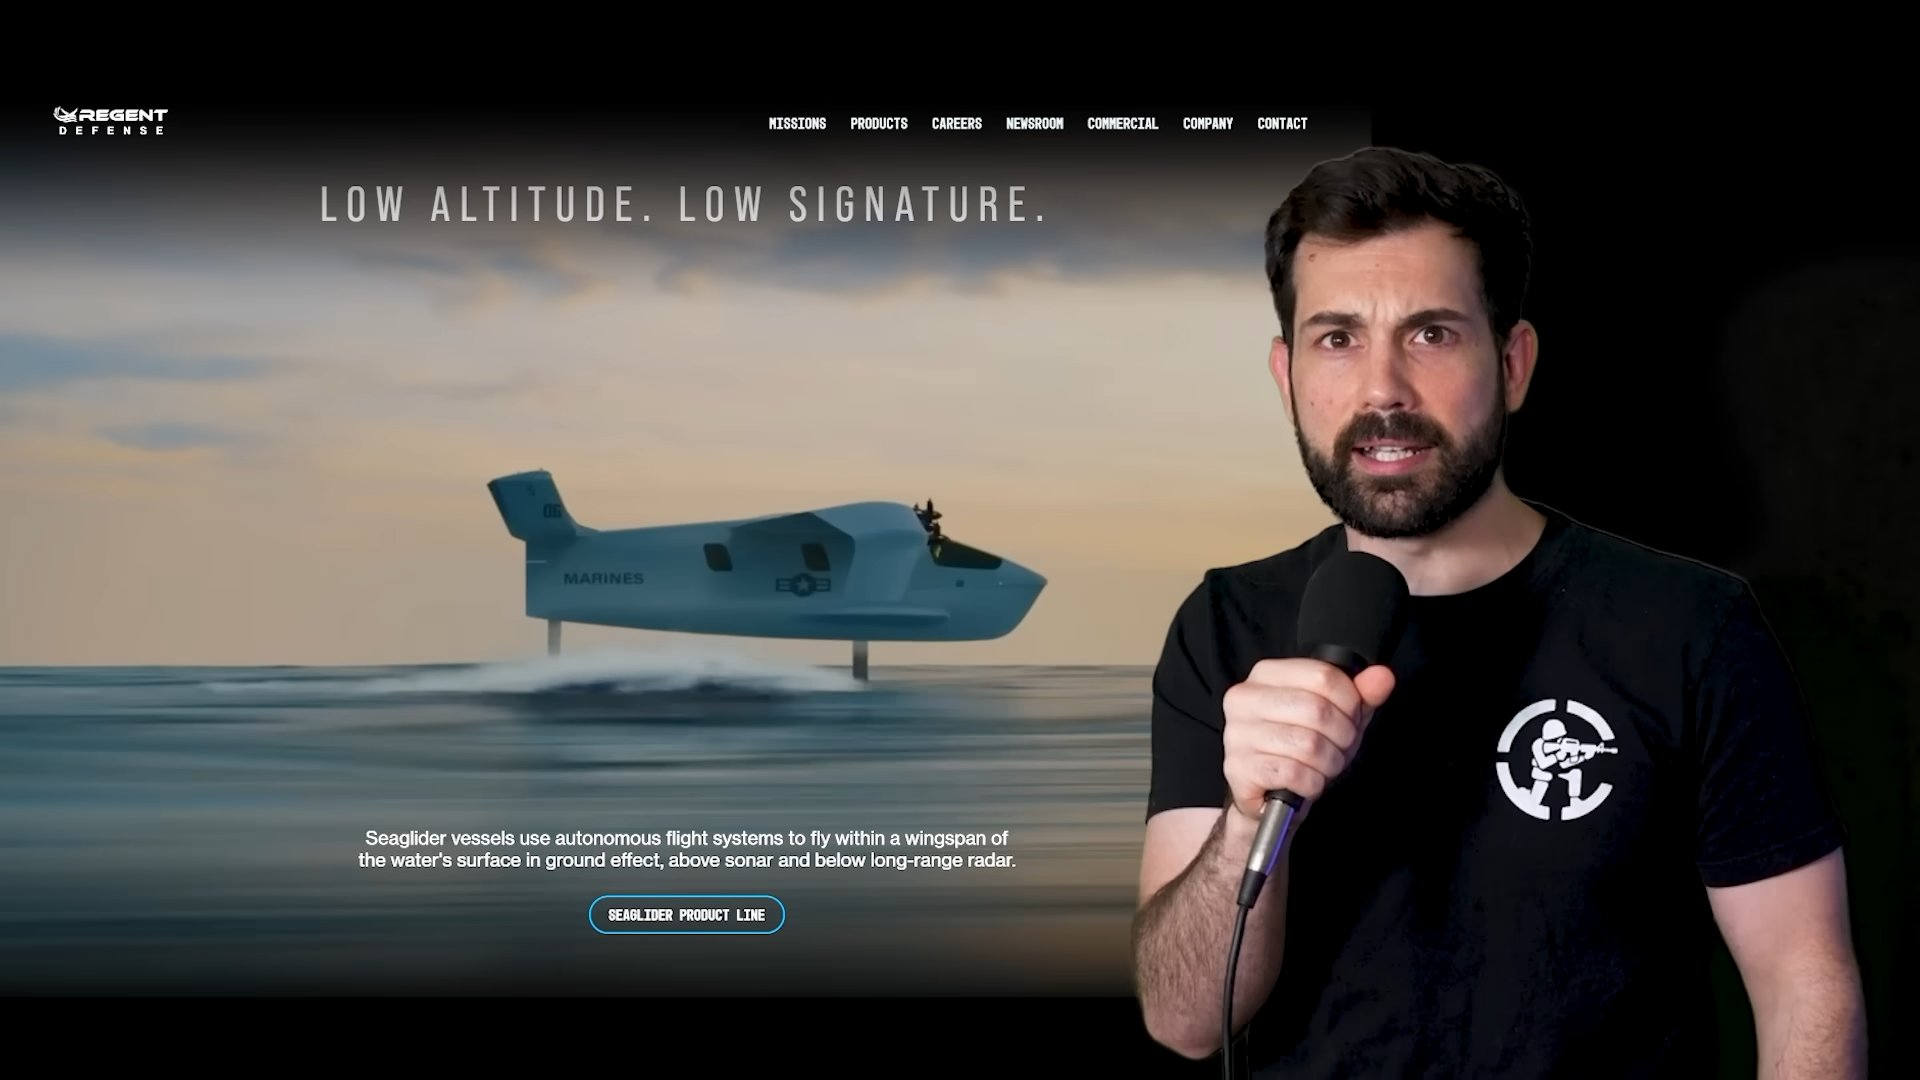 REGENT
DEFENSE
MISSIONS PRODUCTS CAREERS NEWSROOM COMMERCIAL COMPANY CONTACT
LOW ALTITUDE. LOW SIGNATURE.
06
MARINES
Seaglider vessels use autonomous flight systems to fly within a wingspan of
the water's surface in ground effect, above sonar and below long-range radar.
SEAGLIDER PRODUCT LINE